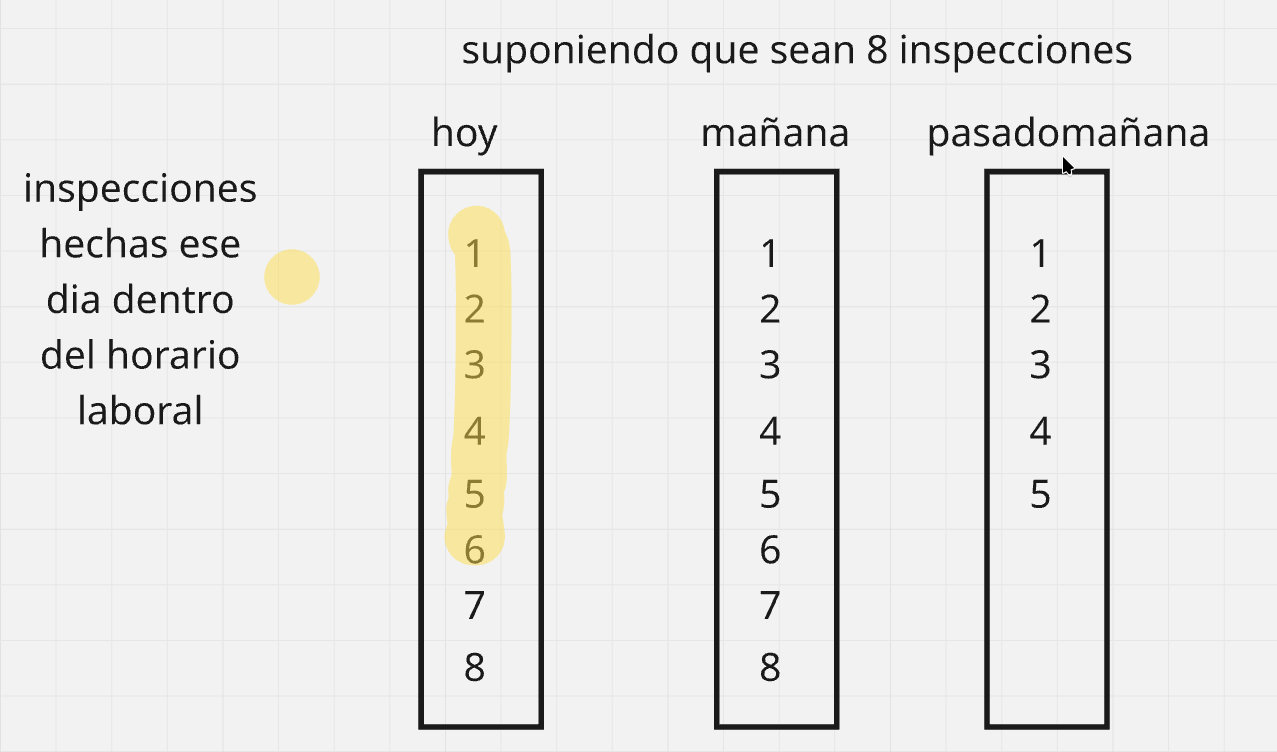 suponiendo que sean 8 inspecciones
hoy
mañana
pasadomañana
inspecciones
hechas ese
dia dentro
del horario
laboral
1
2
3
4
5
6
7
8
1
2
3
4
5
6
7
8
1
2
3
4
5